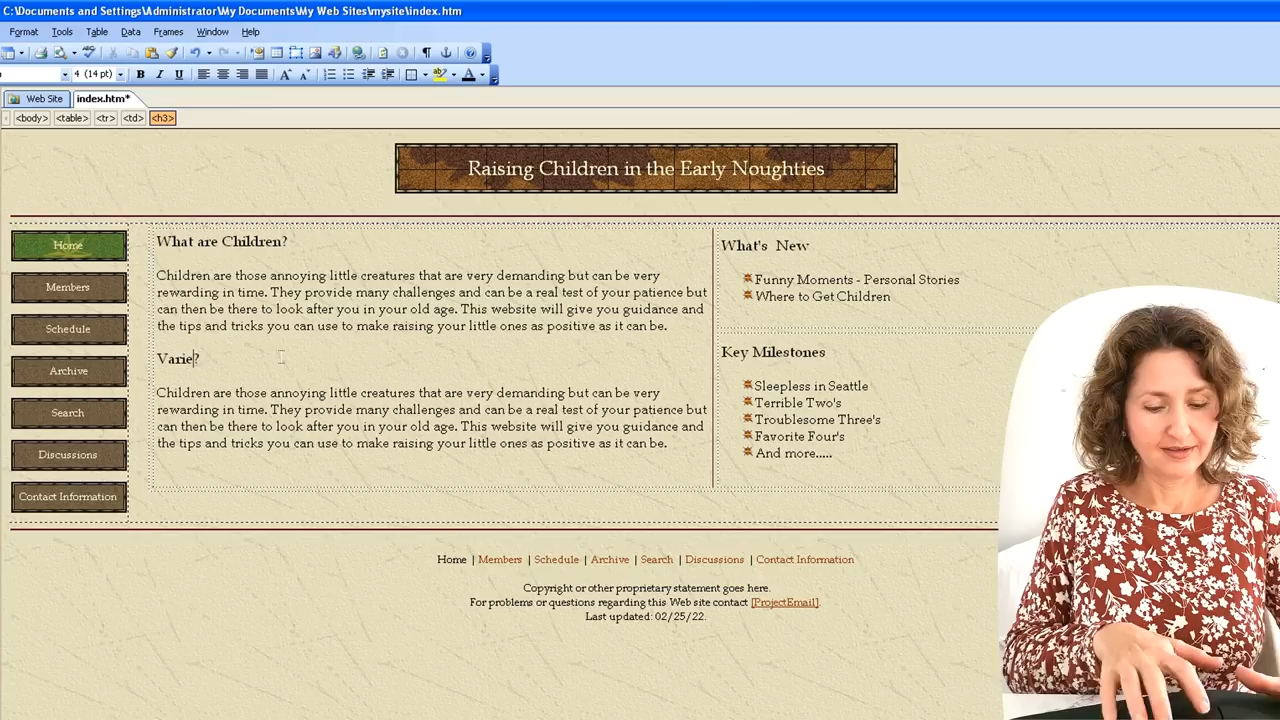 C:\Documents and Settings\Administrator\My Documents\My Web Sites\mysite\index.htm
Format Tools Table Data Frames Window Help
4 (14 pt) B I U A A A
Web Site index.htm*
<body> <table> <tr> <td> <h3>
Raising Children in the Early Noughties
Home
Members
Schedule
Archive
Search
Discussions
Contact Information
What are Children?
Children are those annoying little creatures that are very demanding but can be very
rewarding in time. They provide many challenges and can be a real test of your patience but
can then be there to look after you in your old age. This website will give you guidance and
the tips and tricks you can use to make raising your little ones as positive as it can be.
Varie?
Children are those annoying little creatures that are very demanding but can be very
rewarding in time. They provide many challenges and can be a real test of your patience but
can then be there to look after you in your old age. This website will give you guidance and
the tips and tricks you can use to make raising your little ones as positive as it can be.
What's New
Funny Moments - Personal Stories
Where to Get Children
Key Milestones
Sleepless in Seattle
Terrible Two's
Troublesome Three's
Favorite Four's
And more.....
Home | Members | Schedule | Archive | Search | Discussions | Contact Information
Copyright or other proprietary statement goes here.
For problems or questions regarding this Web site contact [ProjectEmail].
Last updated: 02/25/22.